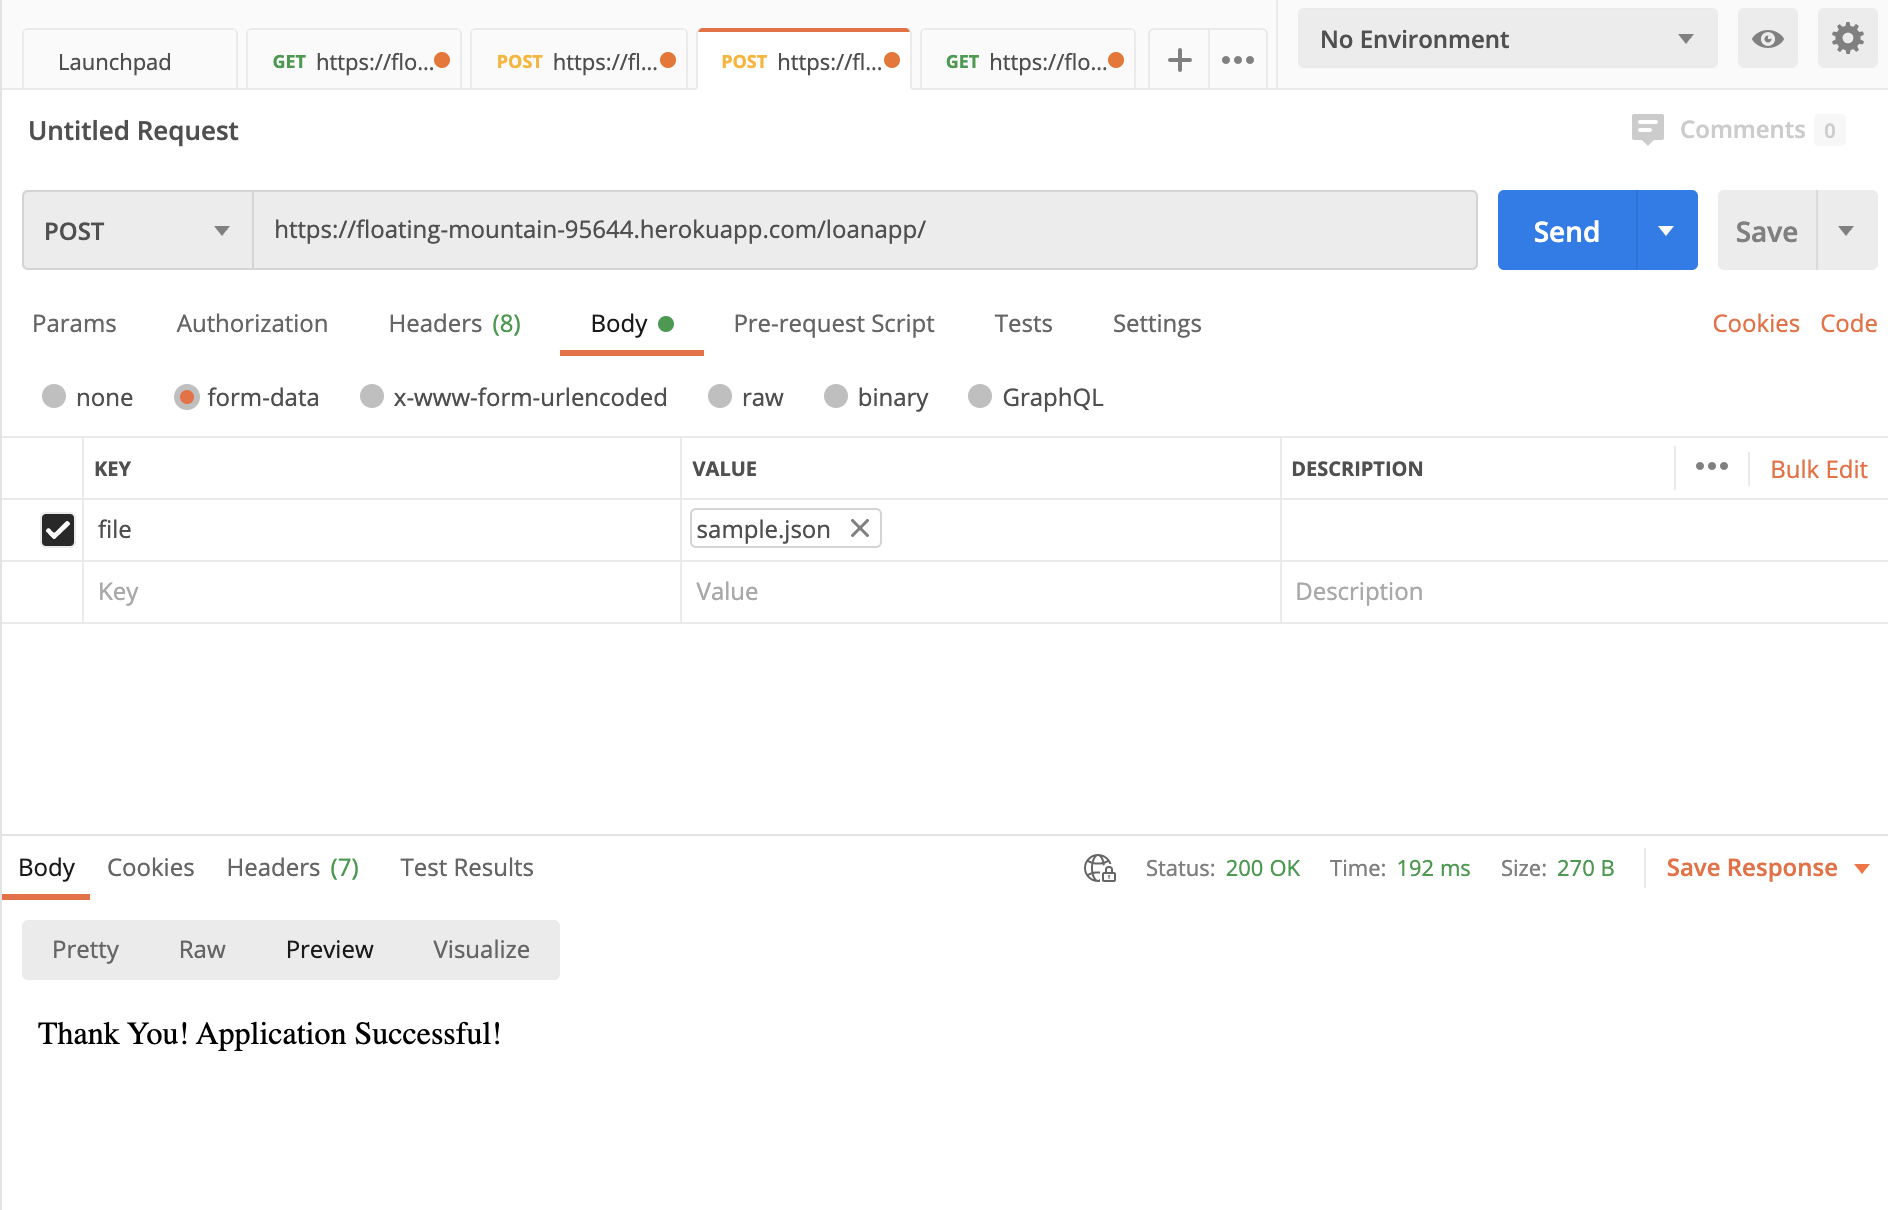 Launchpad
GET https://flo...
POST https://fl...
POST https://fl...
GET https://flo...
No Environment
Untitled Request
Comments 0
POST
https://floating-mountain-95644.herokuapp.com/loanapp/
Send
Save
Params
Authorization
Headers (8)
Body
Pre-request Script
Tests
Settings
Cookies
Code
none
form-data
x-www-form-urlencoded
raw
binary
GraphQL
KEY
VALUE
DESCRIPTION
Bulk Edit
file
sample.json
Key
Value
Description
Body
Cookies
Headers (7)
Test Results
Status: 200 OK
Time: 192 ms
Size: 270 B
Save Response
Pretty
Raw
Preview
Visualize
Thank You! Application Successful!